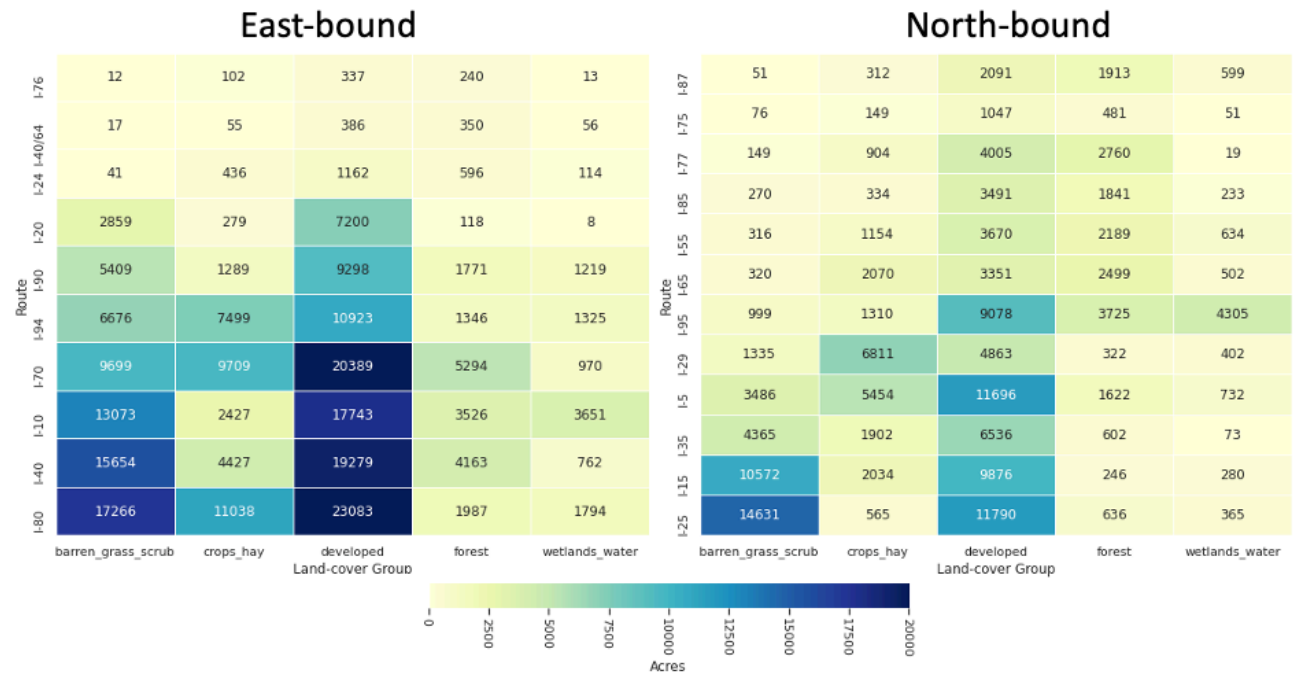 East-bound
North-bound
I-76 12 102 337 240 13
I-40/64 17 55 386 350 56
I-24 41 436 1162 596 114
I-20 2859 279 7200 118 8
I-90 5409 1289 9298 1771 1219
I-94 6676 7499 10923 1346 1325
I-70 9699 9709 20389 5294 970
I-10 13073 2427 17743 3526 3651
I-40 15654 4427 19279 4163 762
I-80 17266 11038 23083 1987 1794
Route
barren_grass_scrub crops_hay developed forest wetlands_water
Land-cover Group
I-87 51 312 2091 1913 599
I-75 76 149 1047 481 51
I-77 149 904 4005 2760 19
I-85 270 334 3491 1841 233
I-55 316 1154 3670 2189 634
I-65 320 2070 3351 2499 502
I-95 999 1310 9078 3725 4305
I-29 1335 6811 4863 322 402
I-5 3486 5454 11696 1622 732
I-35 4365 1902 6536 602 73
I-15 10572 2034 9876 246 280
I-25 14631 565 11790 636 365
Route
barren_grass_scrub crops_hay developed forest wetlands_water
Land-cover Group
0 2500 5000 7500 10000 12500 15000 17500 20000
Acres